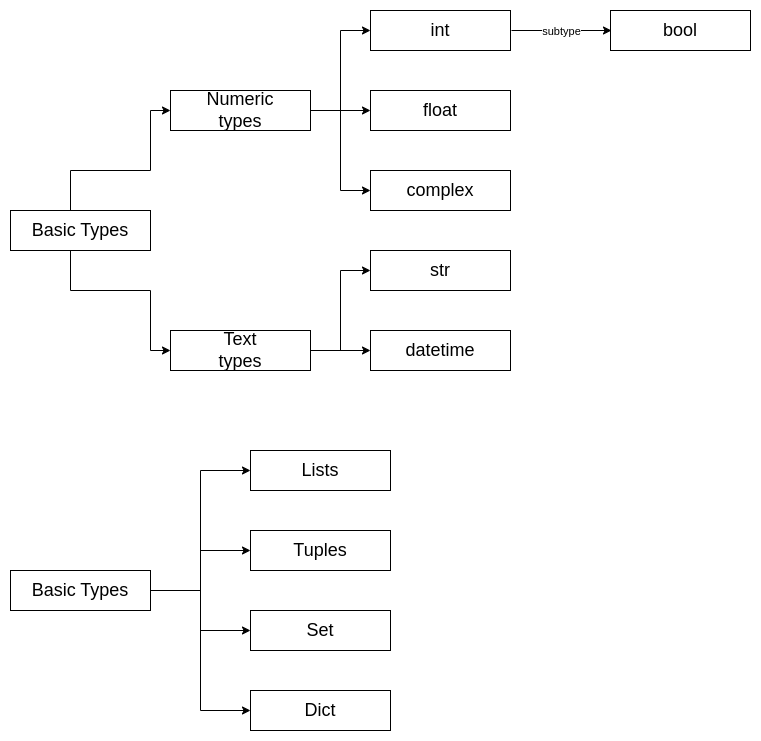 int
subtype
bool
Numeric
types
float
complex
Basic Types
str
Text
types
datetime
Lists
Tuples
Basic Types
Set
Dict